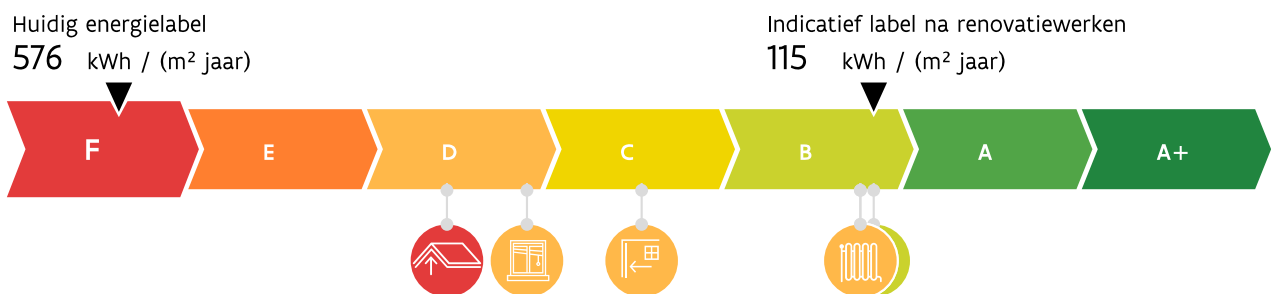 Huidig energielabel
576 kWh / (m² jaar)
Indicatief label na renovatiewerken
115 kWh / (m² jaar)
F E D C B A A+